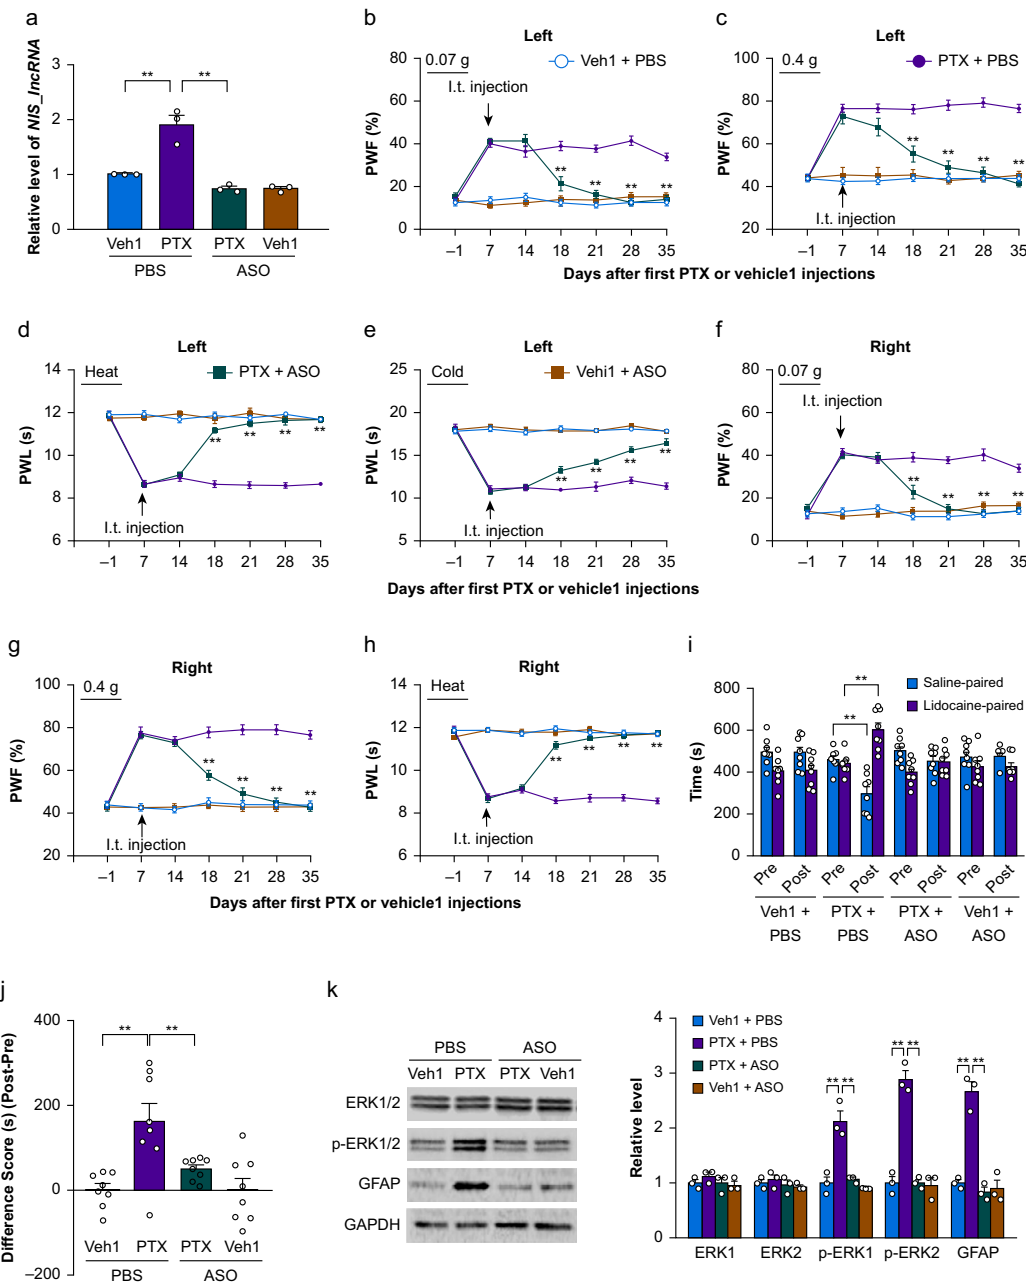 a
Relative level of NIS_lncRNA
3
2
1
0
**
**
Veh1
PTX
PTX
Veh1
PBS
ASO
b
Left
0.07 g
Veh1 + PBS
I.t. injection
PWF (%)
80
60
40
20
0
** ** ** **
–1 7 14 18 21 28 35
c
Left
0.4 g
PTX + PBS
PWF (%)
100
80
60
40
20
** ** ** **
I.t. injection
–1 7 14 18 21 28 35
Days after first PTX or vehicle1 injections
d
Left
Heat
PTX + ASO
PWL (s)
14
12
10
8
6
** ** ** **
I.t. injection
–1 7 14 18 21 28 35
e
Left
Cold
Vehi1 + ASO
PWL (s)
25
20
15
10
5
** ** ** **
I.t. injection
–1 7 14 18 21 28 35
f
Right
0.07 g
I.t. injection
PWF (%)
80
60
40
20
0
** ** ** **
–1 7 14 18 21 28 35
Days after first PTX or vehicle1 injections
g
Right
0.4 g
PWF (%)
100
80
60
40
20
** ** ** **
I.t. injection
–1 7 14 18 21 28 35
h
Right
Heat
PWL (s)
14
12
10
8
6
** ** ** **
I.t. injection
–1 7 14 18 21 28 35
Days after first PTX or vehicle1 injections
i
Saline-paired
Lidocaine-paired
Time (s)
800
600
400
200
0
**
**
Pre Post Pre Post Pre Post Pre Post
Veh1 + PTX + PTX + Veh1 +
PBS PBS ASO ASO
j
Difference Score (s) (Post-Pre)
400
200
0
–200
**
**
Veh1 PTX PTX Veh1
PBS ASO
k
PBS ASO
Veh1 PTX PTX Veh1
ERK1/2
p-ERK1/2
GFAP
GAPDH
Relative level
4
3
2
1
0
Veh1 + PBS
PTX + PBS
PTX + ASO
Veh1 + ASO
** ** ** ** ** **
ERK1 ERK2 p-ERK1 p-ERK2 GFAP